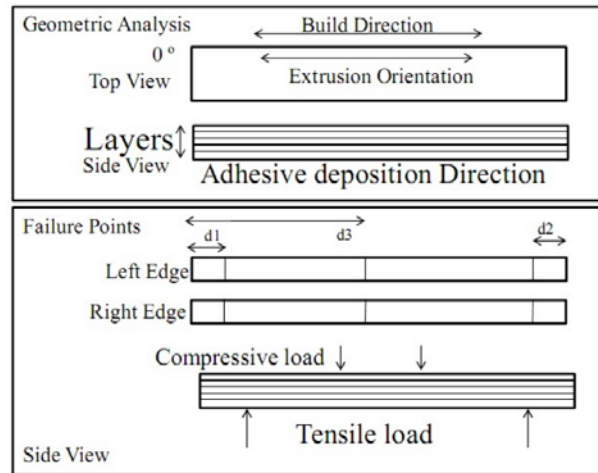 Geometric Analysis
Build Direction
0 º
Top View
Extrusion Orientation
Layers
Side View
Adhesive deposition Direction
Failure Points
d1
d3
d2
Left Edge
Right Edge
Compressive load
Tensile load
Side View